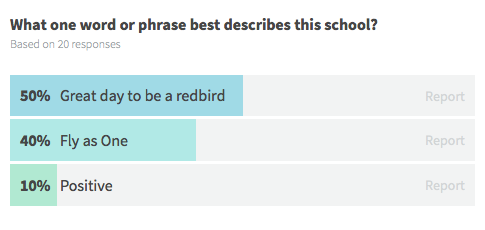 What one word or phrase best describes this school?
Based on 20 responses
50% Great day to be a redbird Report
40% Fly as One Report
10% Positive Report